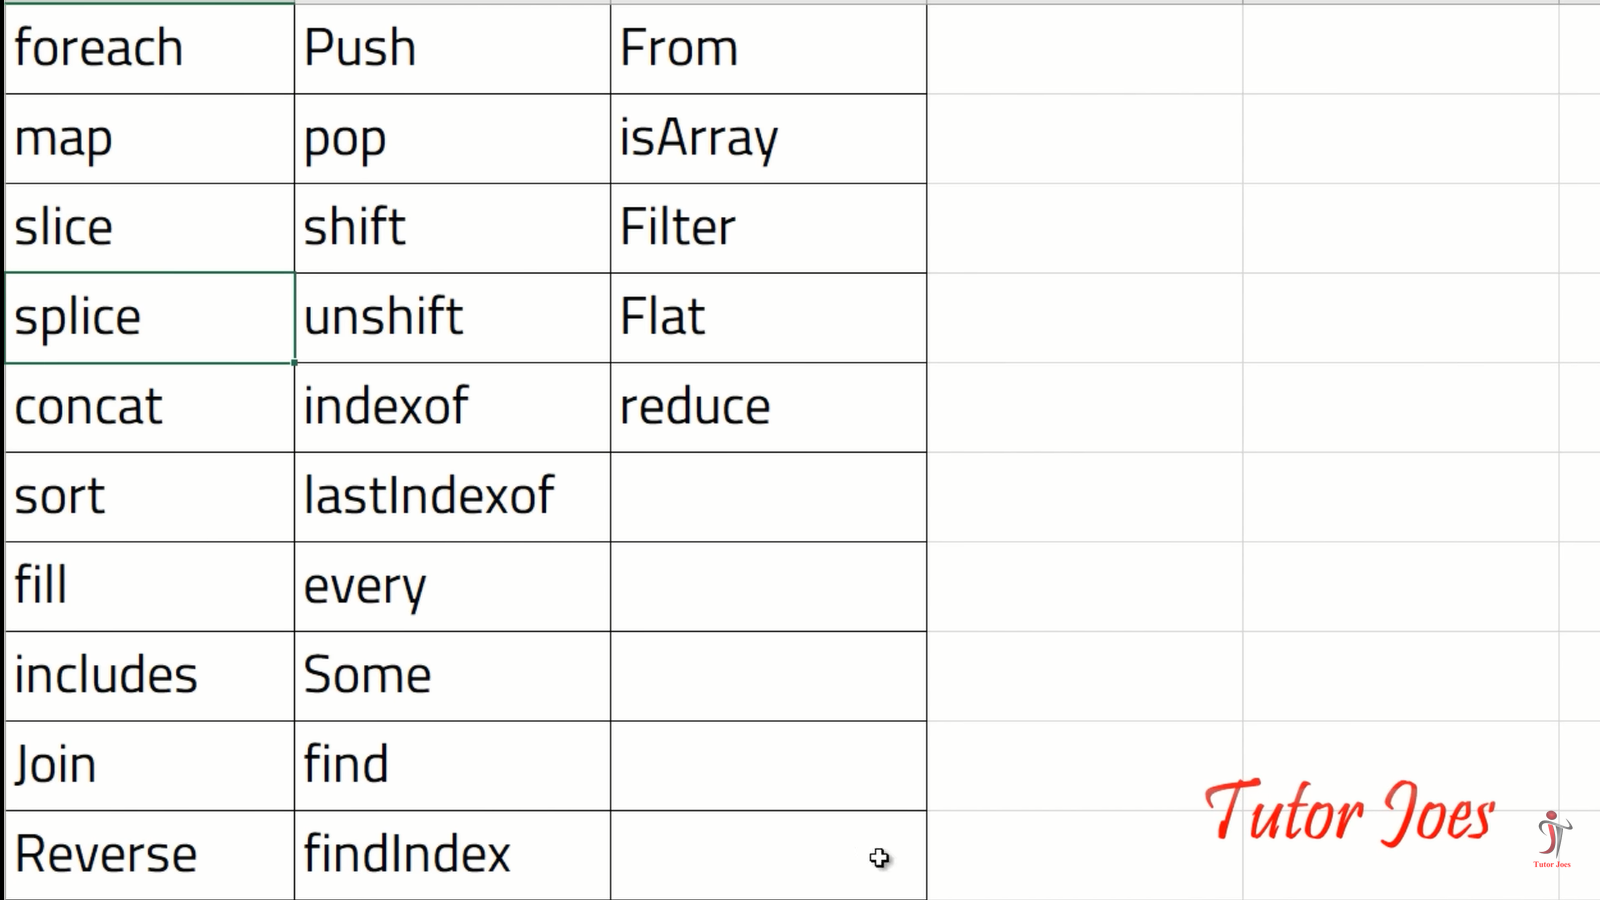 foreach Push From
map pop isArray
slice shift Filter
splice unshift Flat
concat indexof reduce
sort lastIndexof
fill every
includes Some
Join find
Reverse findIndex
Tutor Joes
Tutor Joes